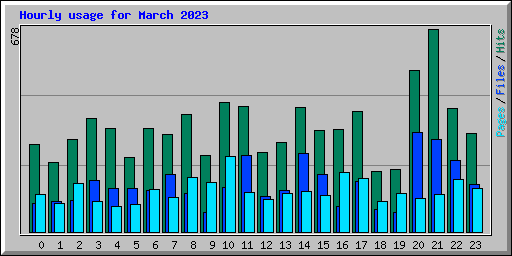 Hourly usage for March 2023
678
Pages/Files/Hits
0 1 2 3 4 5 6 7 8 9 10 11 12 13 14 15 16 17 18 19 20 21 22 23